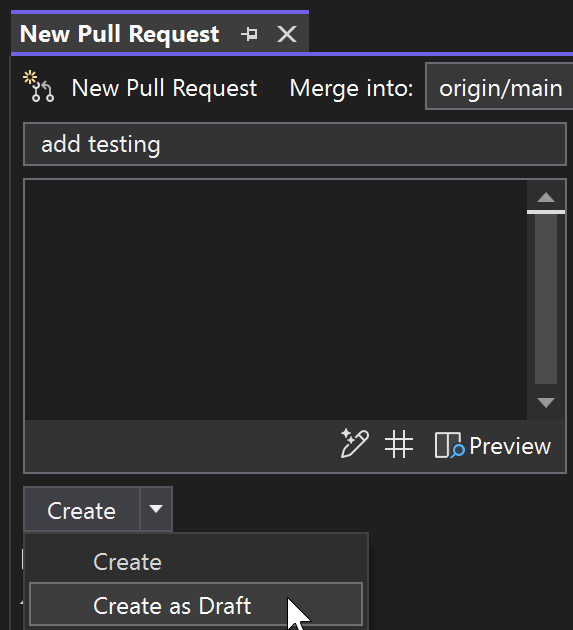 New Pull Request
New Pull Request Merge into: origin/main
add testing
Preview
Create
Create
Create as Draft